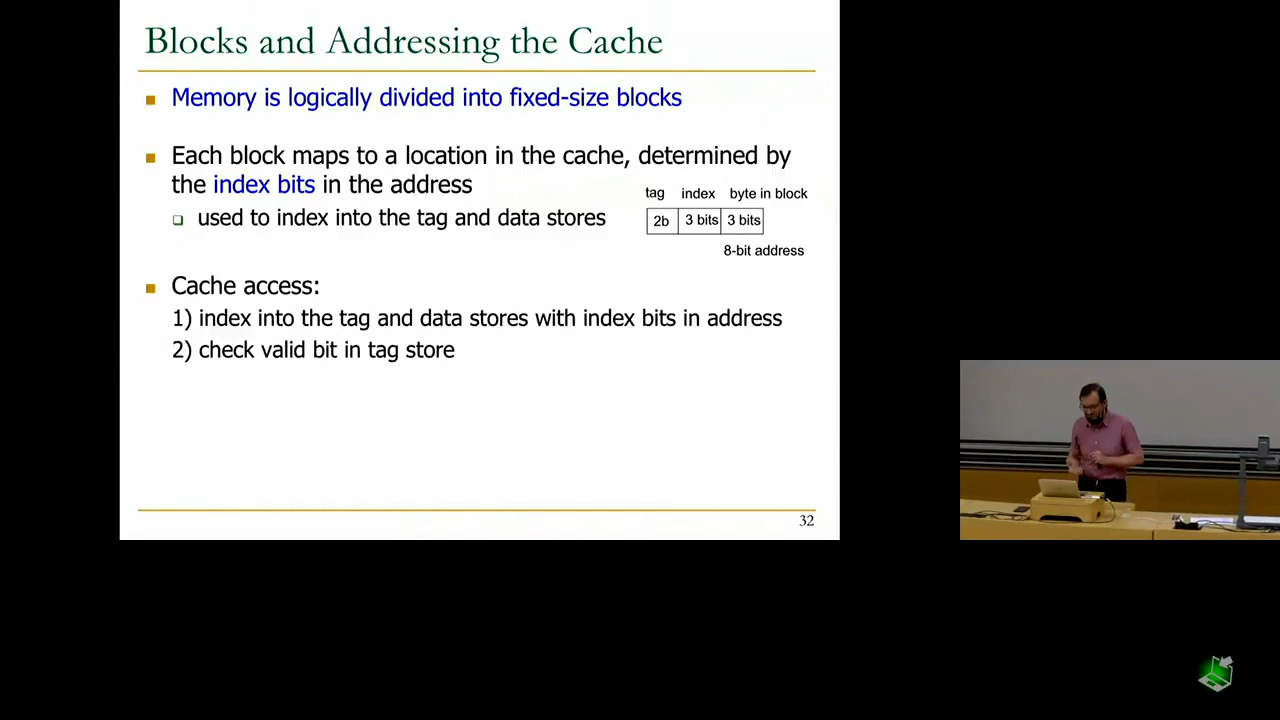 Blocks and Addressing the Cache
Memory is logically divided into fixed-size blocks
Each block maps to a location in the cache, determined by
the index bits in the address
used to index into the tag and data stores
tag index byte in block
2b 3 bits 3 bits
8-bit address
Cache access:
1) index into the tag and data stores with index bits in address
2) check valid bit in tag store
32